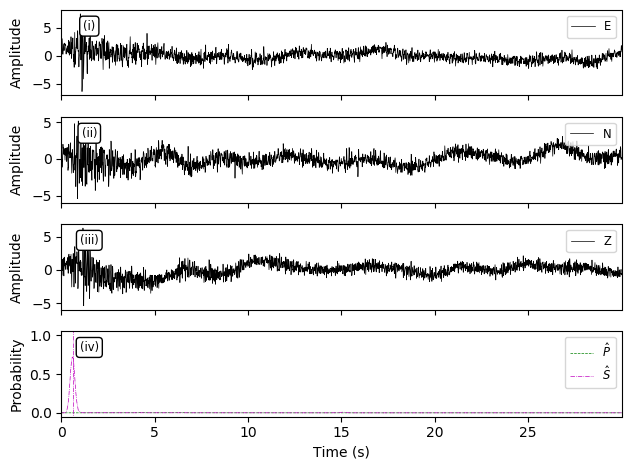 Amplitude
5
0
−5
(i)
E
Amplitude
5
0
−5
(ii)
N
Amplitude
5
0
−5
(iii)
Z
Probability
1.0
0.5
0.0
(iv)
P̂
Ŝ
0
5
10
15
20
25
Time (s)